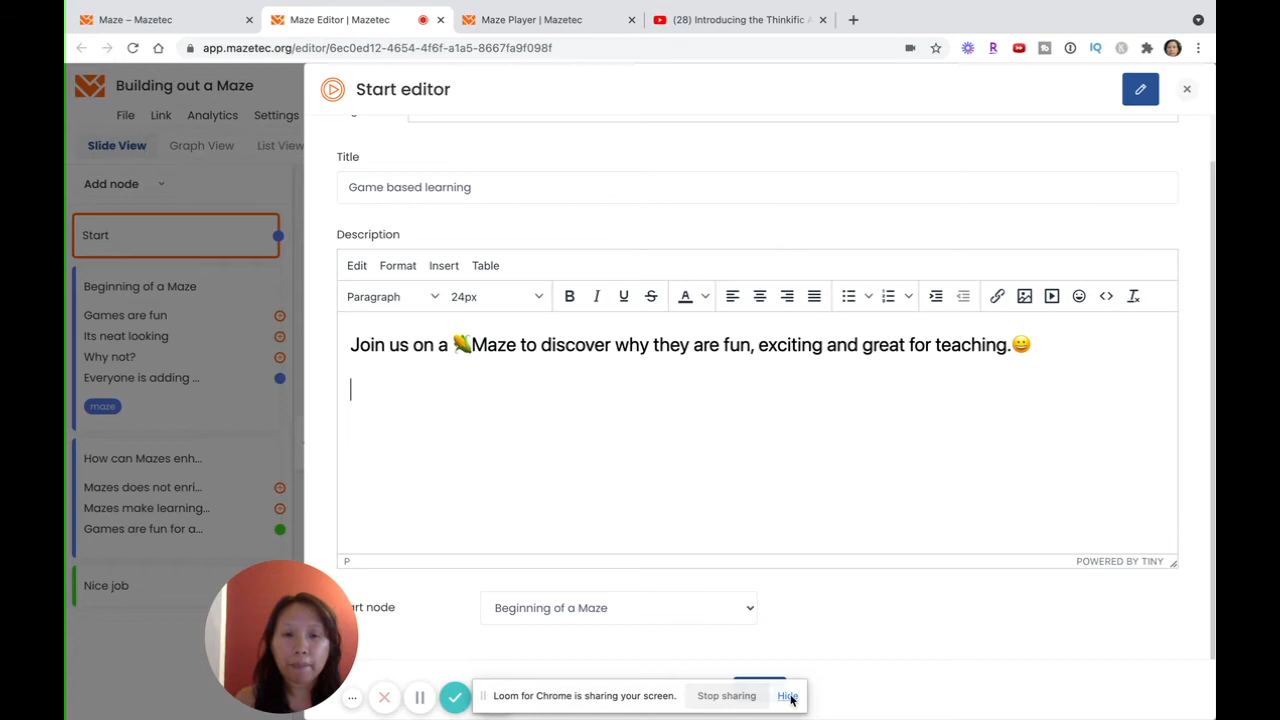 Maze – Mazetec
Maze Editor | Mazetec
Maze Player | Mazetec
(28) Introducing the Thinkific A
app.mazetec.org/editor/6ec0ed12-4654-4f6f-a1a5-8667fa9f098f
Building out a Maze
File Link Analytics Settings
Slide View Graph View List View
Add node
Start
Beginning of a Maze
Games are fun
Its neat looking
Why not?
Everyone is adding ...
maze
How can Mazes enh...
Mazes does not enri...
Mazes make learning...
Games are fun for a...
Nice job
Start editor
Title
Game based learning
Description
Edit Format Insert Table
Paragraph 24px
Join us on a 🌽Maze to discover why they are fun, exciting and great for teaching.😀
P POWERED BY TINY
art node Beginning of a Maze
Loom for Chrome is sharing your screen. Stop sharing Hide